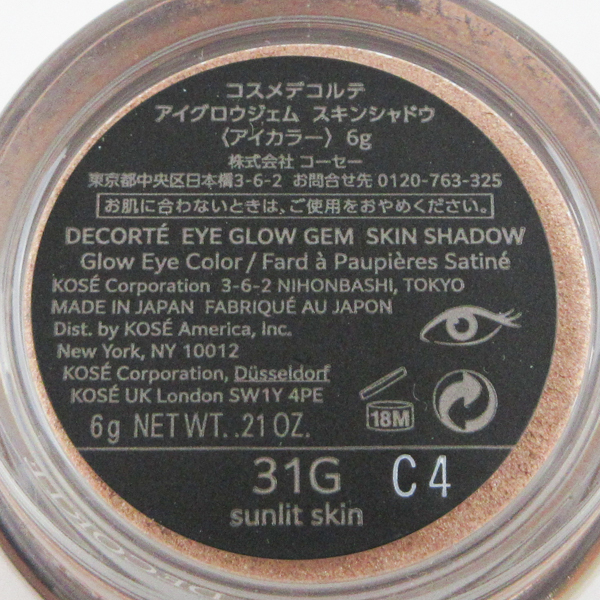 コスメデコルテ
アイグロウジェム スキンシャドウ
〈アイカラー〉 6g
株式会社 コーセー
東京都中央区日本橋3-6-2 お問合せ先 0120-763-325
お肌に合わないときは、ご使用をおやめください。
DECORTÉ EYE GLOW GEM SKIN SHADOW
Glow Eye Color / Fard à Paupières Satiné
KOSÉ Corporation 3-6-2 NIHONBASHI, TOKYO
MADE IN JAPAN FABRIQUÉ AU JAPON
Dist. by KOSÉ America, Inc.
New York, NY 10012
KOSÉ Corporation, Düsseldorf
KOSÉ UK London SW1Y 4PE
18M
6g NET WT. .21 OZ.
31G C4
sunlit skin
DECORTÉ